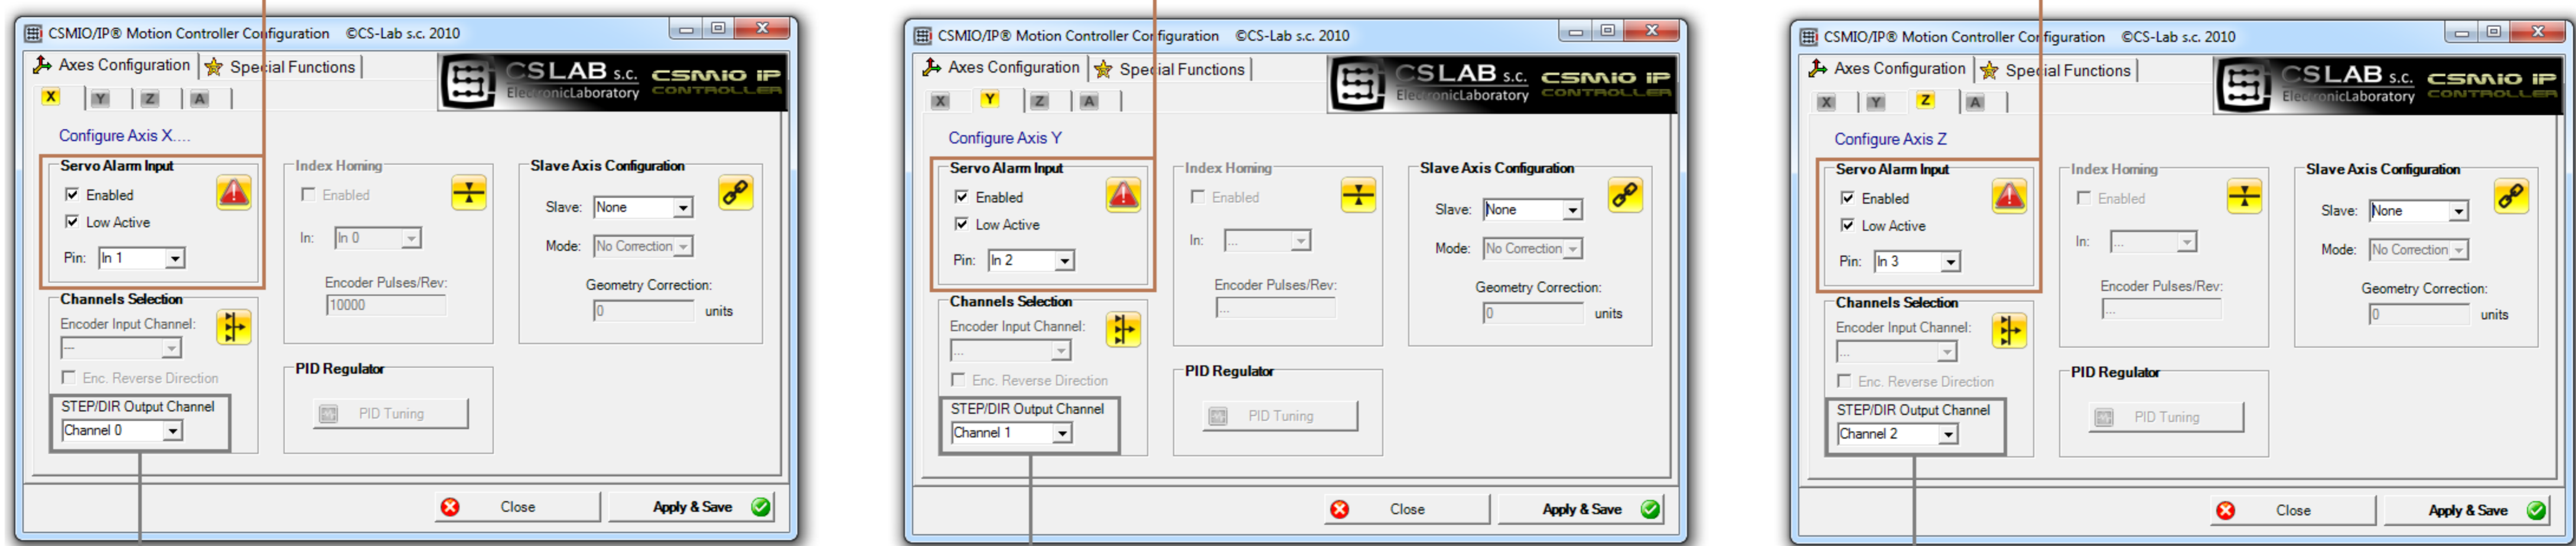 CSMIO/IP® Motion Controller Configuration ©CS-Lab s.c. 2010
Axes Configuration
Special Functions
CSLAB s.c.
ElectronicLaboratory
CSMIO IP
CONTROLLER
X Y Z A
Configure Axis X....
Servo Alarm Input
Enabled
Low Active
Pin: In 1
Channels Selection
Encoder Input Channel:
---
Enc. Reverse Direction
STEP/DIR Output Channel
Channel 0
Index Homing
Enabled
In: In 0
Encoder Pulses/Rev:
10000
PID Regulator
PID Tuning
Slave Axis Configuration
Slave: None
Mode: No Correction
Geometry Correction:
0 units
Close
Apply & Save
CSMIO/IP® Motion Controller Configuration ©CS-Lab s.c. 2010
Axes Configuration
Special Functions
CSLAB s.c.
ElectronicLaboratory
CSMIO IP
CONTROLLER
X Y Z A
Configure Axis Y
Servo Alarm Input
Enabled
Low Active
Pin: In 2
Channels Selection
Encoder Input Channel:
...
Enc. Reverse Direction
STEP/DIR Output Channel
Channel 1
Index Homing
Enabled
In: ...
Encoder Pulses/Rev:
...
PID Regulator
PID Tuning
Slave Axis Configuration
Slave: None
Mode: No Correction
Geometry Correction:
0 units
Close
Apply & Save
CSMIO/IP® Motion Controller Configuration ©CS-Lab s.c. 2010
Axes Configuration
Special Functions
CSLAB s.c.
ElectronicLaboratory
CSMIO IP
CONTROLLER
X Y Z A
Configure Axis Z
Servo Alarm Input
Enabled
Low Active
Pin: In 3
Channels Selection
Encoder Input Channel:
...
Enc. Reverse Direction
STEP/DIR Output Channel
Channel 2
Index Homing
Enabled
In: ...
Encoder Pulses/Rev:
...
PID Regulator
PID Tuning
Slave Axis Configuration
Slave: None
Mode: No Correction
Geometry Correction:
0 units
Close
Apply & Save